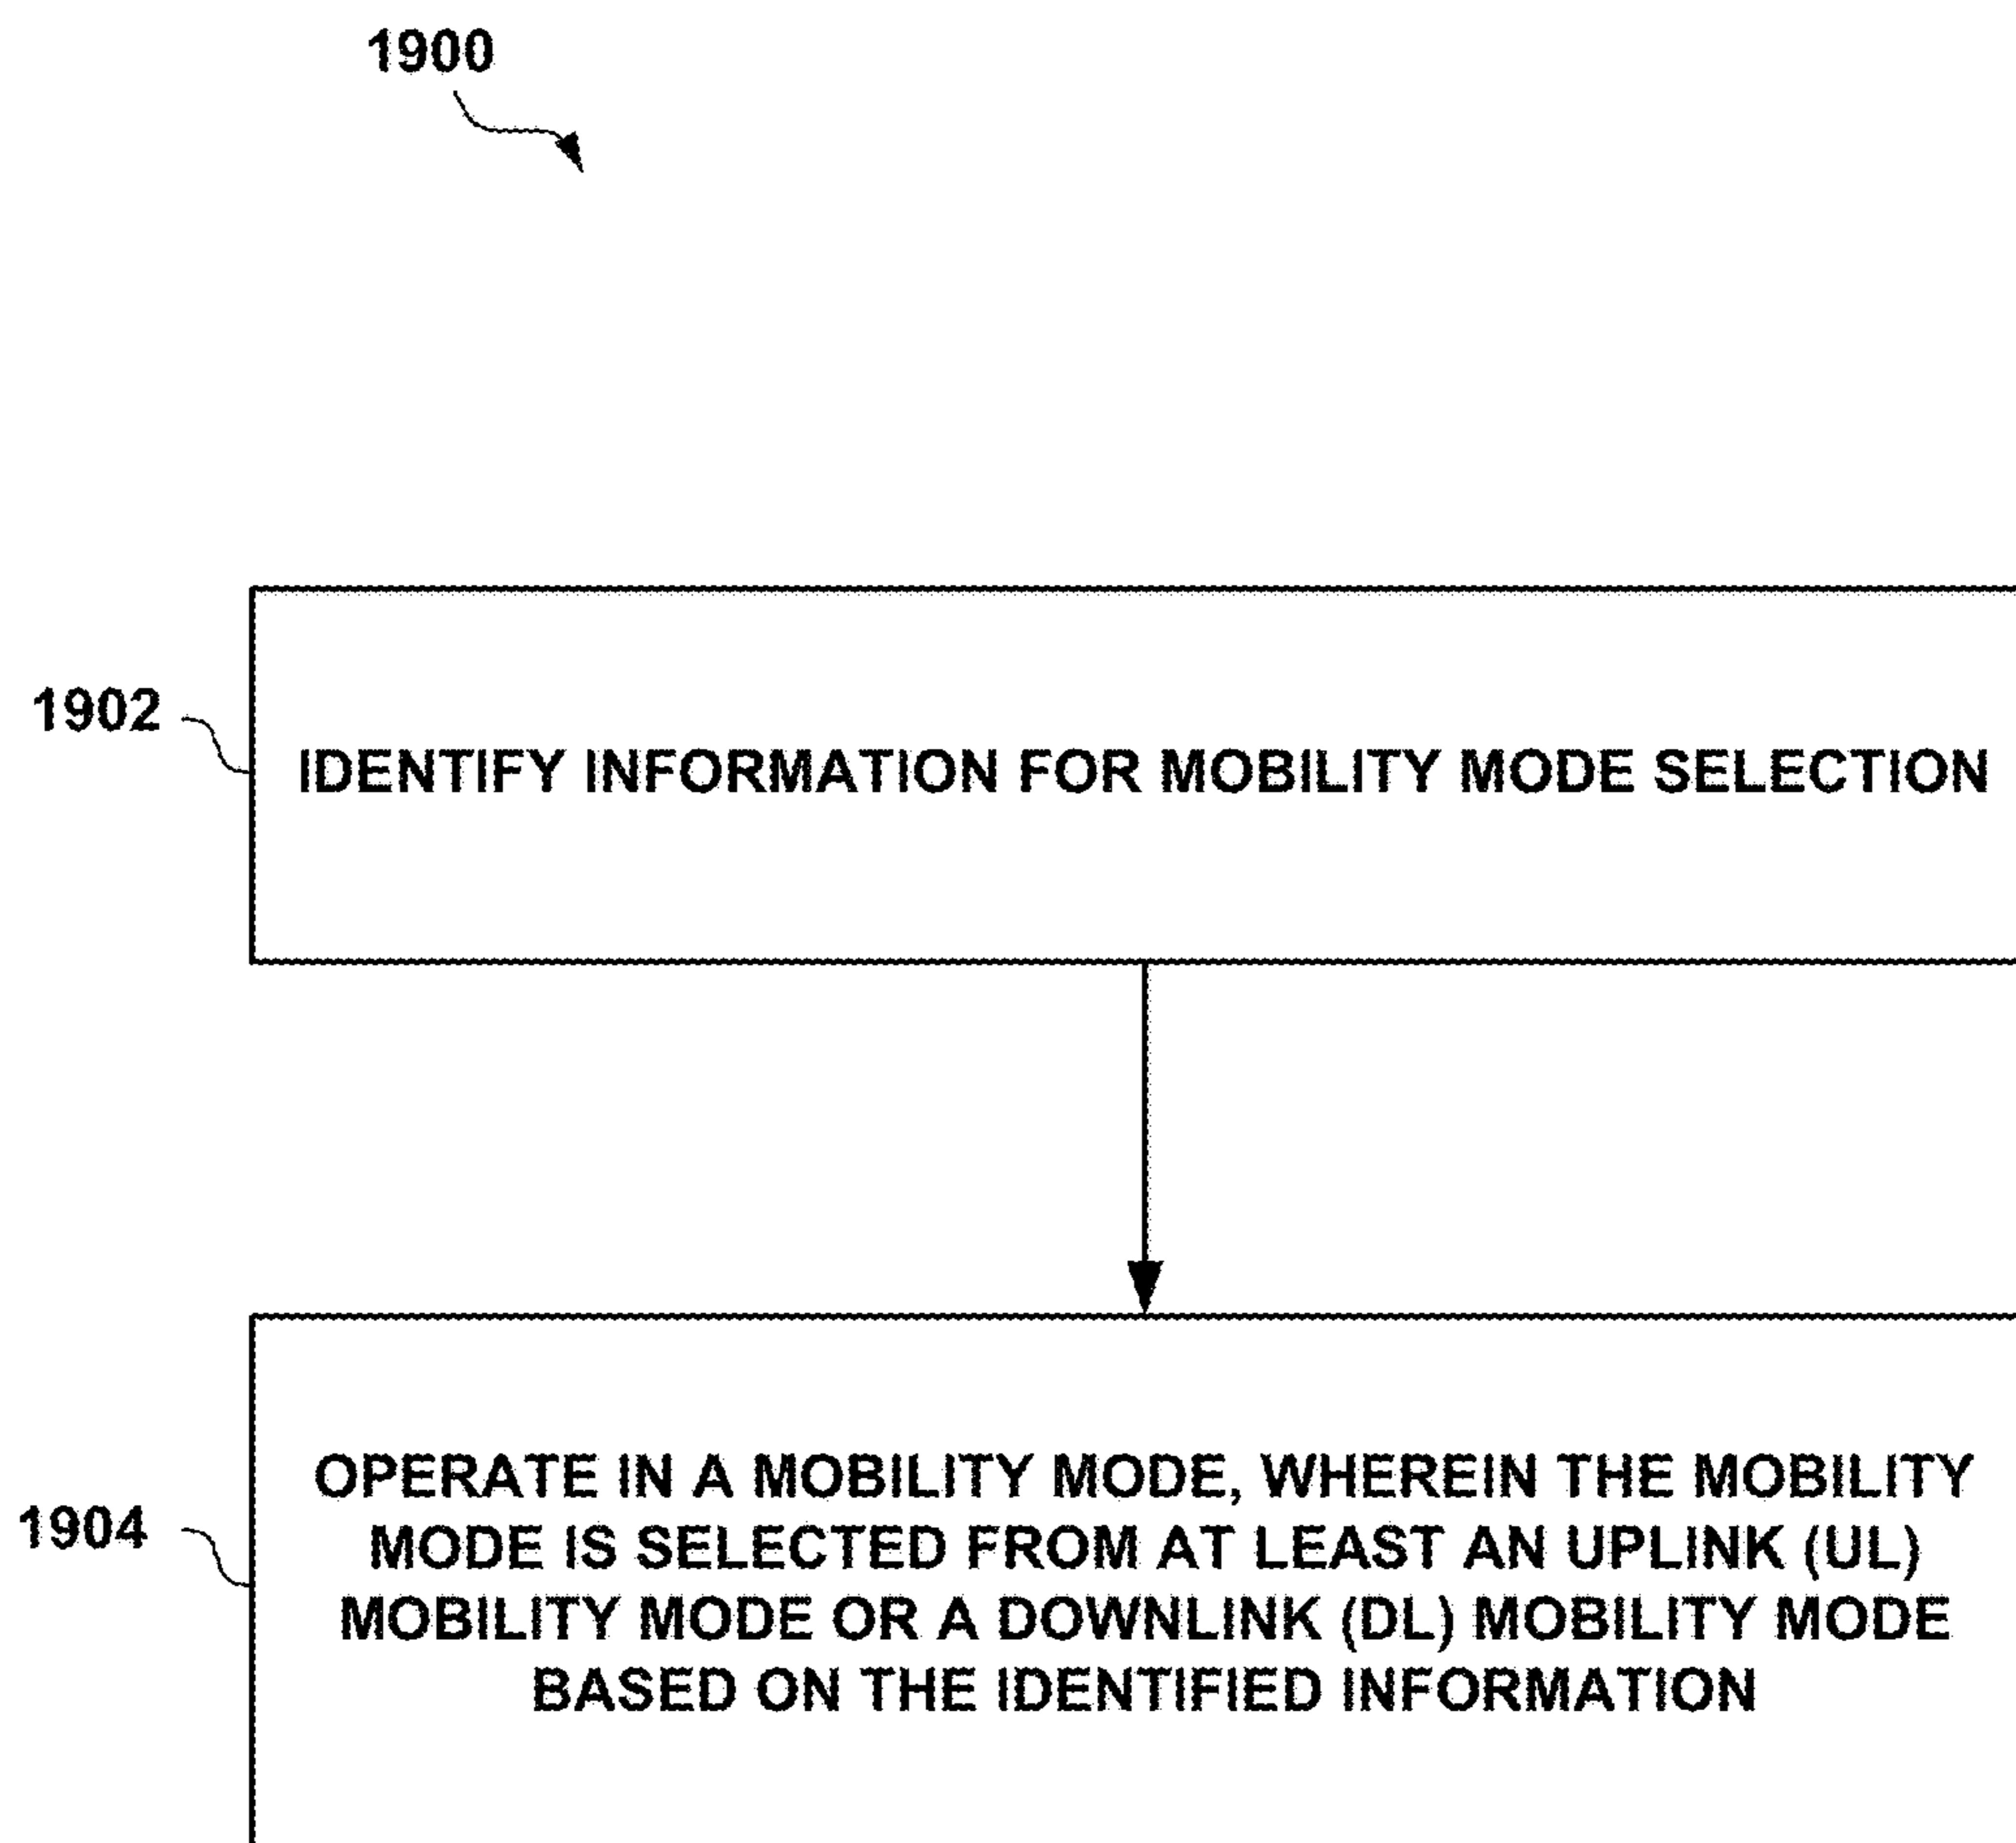 1900
1902
IDENTIFY INFORMATION FOR MOBILITY MODE SELECTION
OPERATE IN A MOBILITY MODE, WHEREIN THE MOBILITY
MODE IS SELECTED FROM AT LEAST AN UPLINK (UL)
1904
MOBILITY MODE OR A DOWNLINK (DL) MOBILITY MODE
BASED ON THE IDENTIFIED INFORMATION